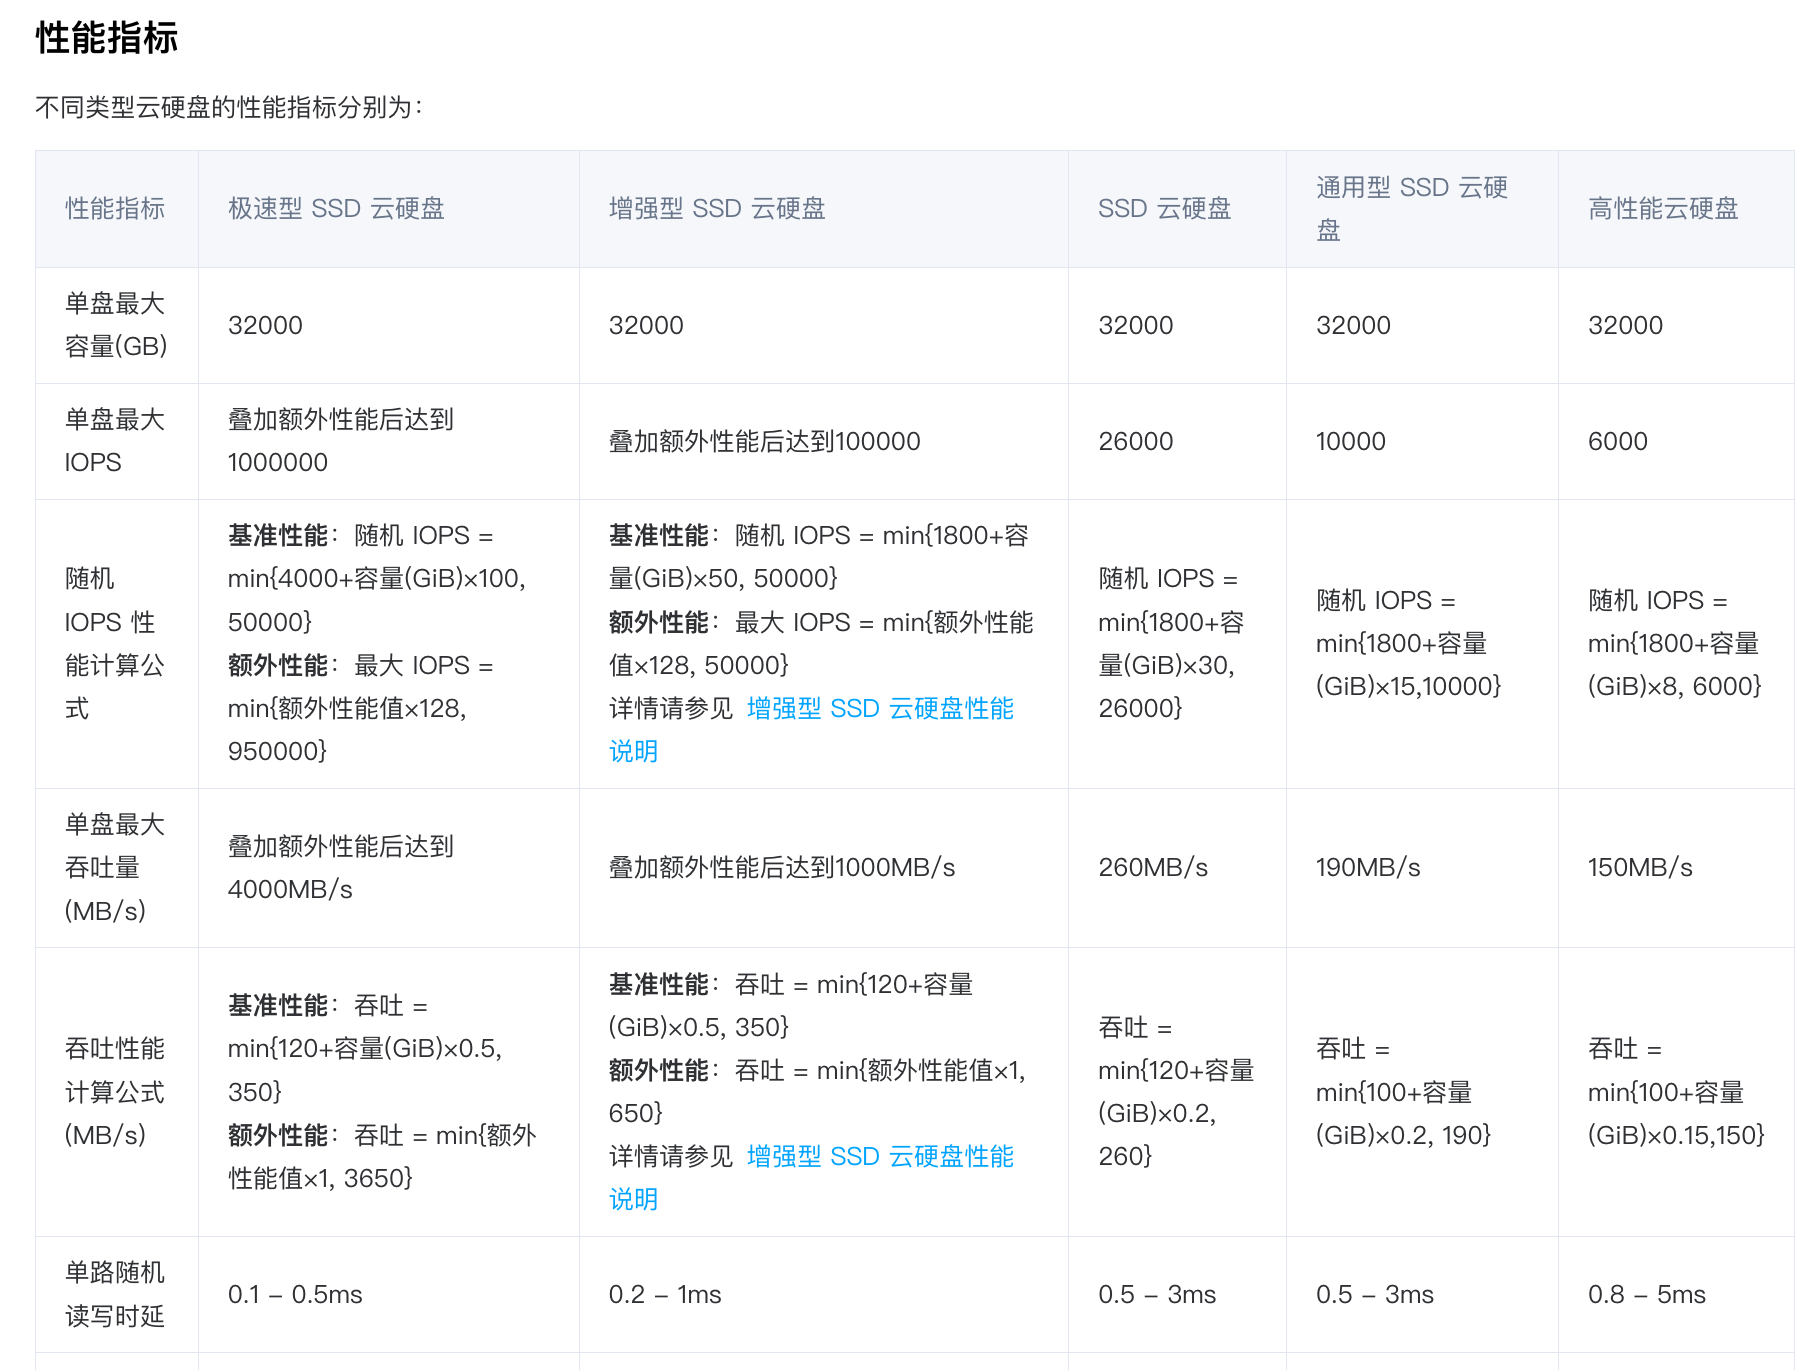 性能指标
不同类型云硬盘的性能指标分别为：
性能指标
极速型 SSD 云硬盘
增强型 SSD 云硬盘
SSD 云硬盘
通用型 SSD 云硬
盘
高性能云硬盘
单盘最大
容量(GB)
32000
32000
32000
32000
32000
单盘最大
IOPS
叠加额外性能后达到
1000000
叠加额外性能后达到100000
26000
10000
6000
随机
IOPS 性
能计算公
式
基准性能：随机 IOPS =
min{4000+容量(GiB)×100,
50000}
额外性能：最大 IOPS =
min{额外性能值×128,
950000}
基准性能：随机 IOPS = min{1800+容
量(GiB)×50, 50000}
额外性能：最大 IOPS = min{额外性能
值×128, 50000}
详情请参见 增强型 SSD 云硬盘性能
说明
随机 IOPS =
min{1800+容
量(GiB)×30,
26000}
随机 IOPS =
min{1800+容量
(GiB)×15,10000}
随机 IOPS =
min{1800+容量
(GiB)×8, 6000}
单盘最大
吞吐量
(MB/s)
叠加额外性能后达到
4000MB/s
叠加额外性能后达到1000MB/s
260MB/s
190MB/s
150MB/s
吞吐性能
计算公式
(MB/s)
基准性能：吞吐 =
min{120+容量(GiB)×0.5,
350}
额外性能：吞吐 = min{额外
性能值×1, 3650}
基准性能：吞吐 = min{120+容量
(GiB)×0.5, 350}
额外性能：吞吐 = min{额外性能值×1,
650}
详情请参见 增强型 SSD 云硬盘性能
说明
吞吐 =
min{120+容量
(GiB)×0.2,
260}
吞吐 =
min{100+容量
(GiB)×0.2, 190}
吞吐 =
min{100+容量
(GiB)×0.15,150}
单路随机
读写时延
0.1 – 0.5ms
0.2 – 1ms
0.5 – 3ms
0.5 – 3ms
0.8 – 5ms